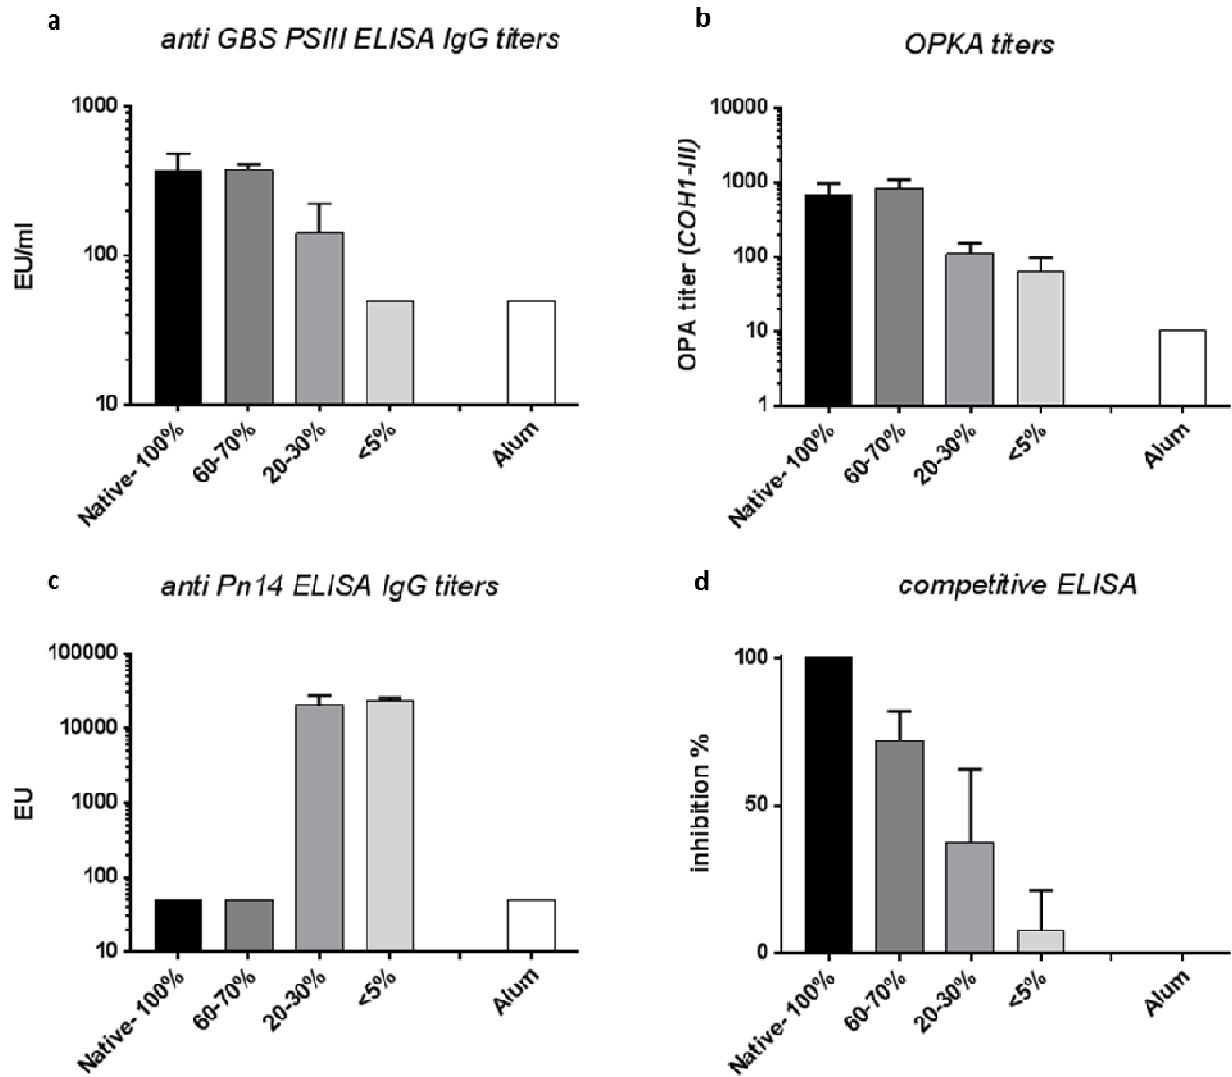 a
anti GBS PSIII ELISA IgG titers
1000
100
10
EU/ml
Native- 100%
60-70%
20-30%
<5%
Alum
b
OPKA titers
10000
1000
100
10
1
OPA titer (COH1-III)
Native- 100%
60-70%
20-30%
<5%
Alum
c
anti Pn14 ELISA IgG titers
100000
10000
1000
100
10
EU
Native- 100%
60-70%
20-30%
<5%
Alum
d
competitive ELISA
100
50
0
inhibition %
Native- 100%
60-70%
20-30%
<5%
Alum